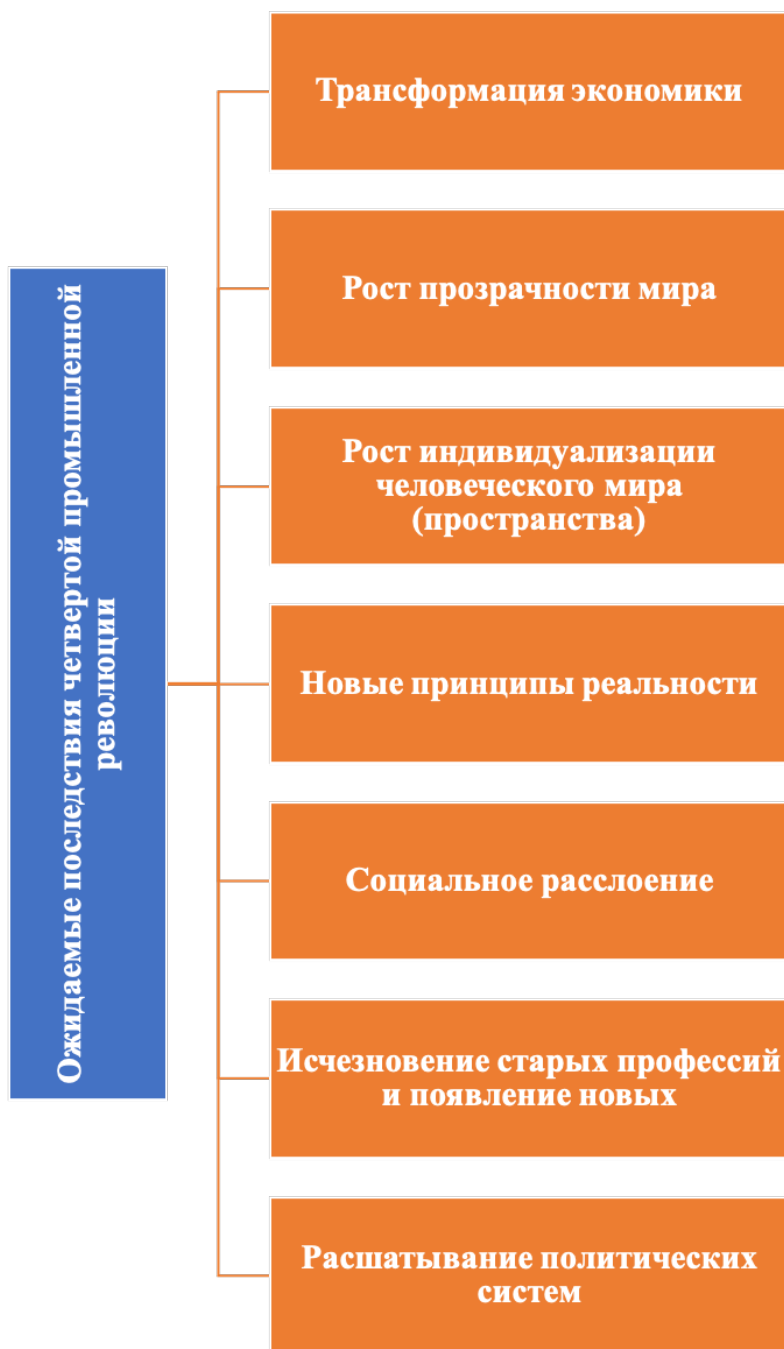 Ожидаемые последствия четвертой промышленной
революции
Трансформация экономики
Рост прозрачности мира
Рост индивидуализации
человеческого мира
(пространства)
Новые принципы реальности
Социальное расслоение
Исчезновение старых профессий
и появление новых
Расшатывание политических
систем